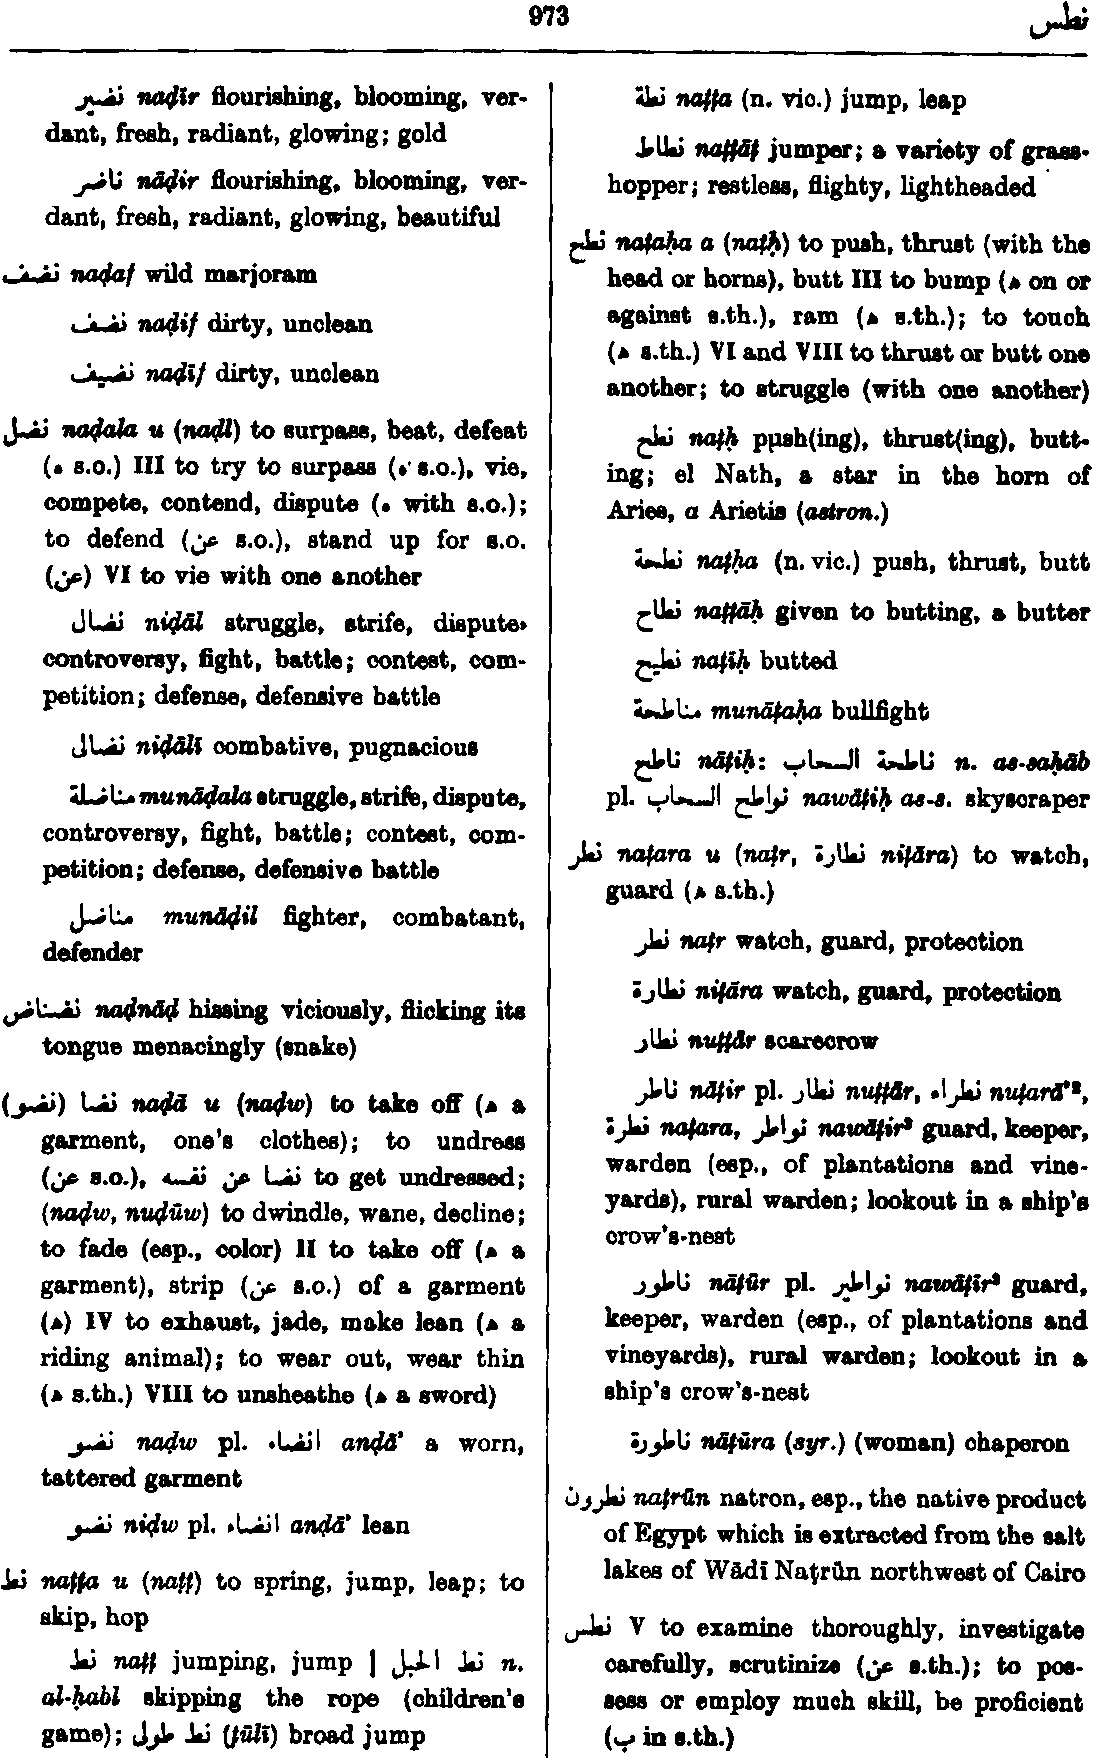 973
نطس
نضير naḍīr flourishing, blooming, ver-
dant, fresh, radiant, glowing; gold
ناضر nāḍir flourishing, blooming, ver-
dant, fresh, radiant, glowing, beautiful
نضف naḍaf wild marjoram
نضف naḍif dirty, unclean
نضيف naḍīf dirty, unclean
نضل naḍala u (naḍl) to surpass, beat, defeat
(ه s.o.) III to try to surpass (ه s.o.), vie,
compete, contend, dispute (ه with s.o.);
to defend (عن s.o.), stand up for s.o.
(عن) VI to vie with one another
نضال niḍāl struggle, strife, dispute,
controversy, fight, battle; contest, com-
petition; defense, defensive battle
نضالى niḍālī combative, pugnacious
مناضلة munāḍala struggle, strife, dispute,
controversy, fight, battle; contest, com-
petition; defense, defensive battle
مناضل munāḍil fighter, combatant,
defender
نضناض naḍnāḍ hissing viciously, flicking its
tongue menacingly (snake)
(نضو) نضا naḍā u (naḍw) to take off (ه a
garment, one's clothes); to undress
(عن s.o.), نضا عن نفسه to get undressed;
(naḍw, nuḍūw) to dwindle, wane, decline;
to fade (esp., color) II to take off (ه a
garment), strip (عن s.o.) of a garment
(ه) IV to exhaust, jade, make lean (ه a
riding animal); to wear out, wear thin
(ه s.th.) VIII to unsheathe (ه a sword)
نضو naḍw pl. انضاء anḍā' a worn,
tattered garment
نضو niḍw pl. انضاء anḍā' lean
نط naṭṭa u (naṭṭ) to spring, jump, leap; to
skip, hop
نط naṭṭ jumping, jump | نط الحبل n.
al-ḥabl skipping the rope (children's
game); نط طولى (ṭūlī) broad jump
نطة naṭṭa (n. vic.) jump, leap
نطاط naṭṭāṭ jumper; a variety of grass-
hopper; restless, flighty, lightheaded
نطح naṭaḥa a (naṭḥ) to push, thrust (with the
head or horns), butt III to bump (ه on or
against s.th.), ram (ه s.th.); to touch
(ه s.th.) VI and VIII to thrust or butt one
another; to struggle (with one another)
نطح naṭḥ push(ing), thrust(ing), butt-
ing; el Nath, a star in the horn of
Aries, α Arietis (astron.)
نطحة naṭḥa (n. vic.) push, thrust, butt
نطاح naṭṭāḥ given to butting, a butter
نطيح naṭīḥ butted
مناطحة munāṭaḥa bullfight
ناطح nāṭiḥ: ناطحة السحاب n. as-saḥāb
pl. نواطح السحاب nawāṭiḥ as-s. skyscraper
نطر naṭara u (naṭr, نطارة niṭāra) to watch,
guard (ه s.th.)
نطر naṭr watch, guard, protection
نطارة niṭāra watch, guard, protection
نطار nuṭṭār scarecrow
ناطر nāṭir pl. نطار nuṭṭār, نطراء nuṭarā'²,
نطرة naṭara, نواطر nawāṭir² guard, keeper,
warden (esp., of plantations and vine-
yards), rural warden; lookout in a ship's
crow's-nest
ناطور nāṭūr pl. نواطير nawāṭīr² guard,
keeper, warden (esp., of plantations and
vineyards), rural warden; lookout in a
ship's crow's-nest
ناطورة nāṭūra (syr.) (woman) chaperon
نطرون naṭrūn natron, esp., the native product
of Egypt which is extracted from the salt
lakes of Wādī Naṭrūn northwest of Cairo
نطس V to examine thoroughly, investigate
carefully, scrutinize (عن s.th.); to pos-
sess or employ much skill, be proficient
(ب in s.th.)